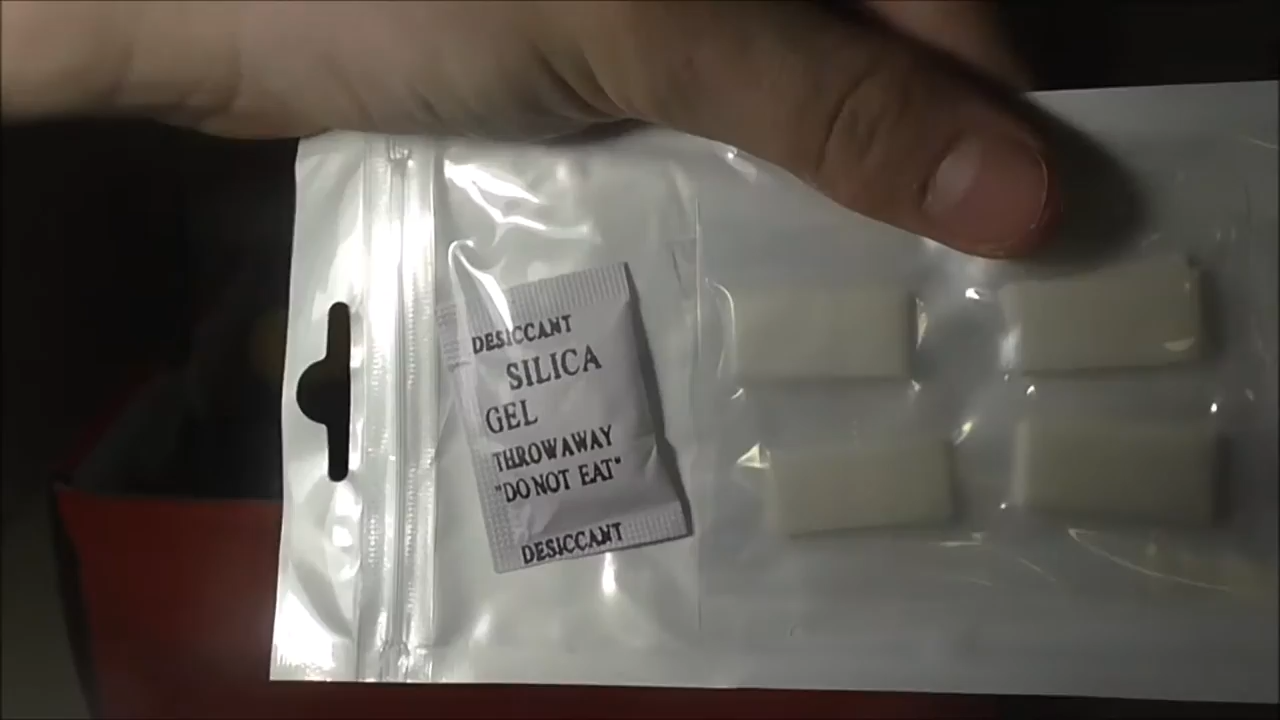 DESICCANT
SILICA
GEL
THROWAWAY
"DO NOT EAT"
DESICCANT